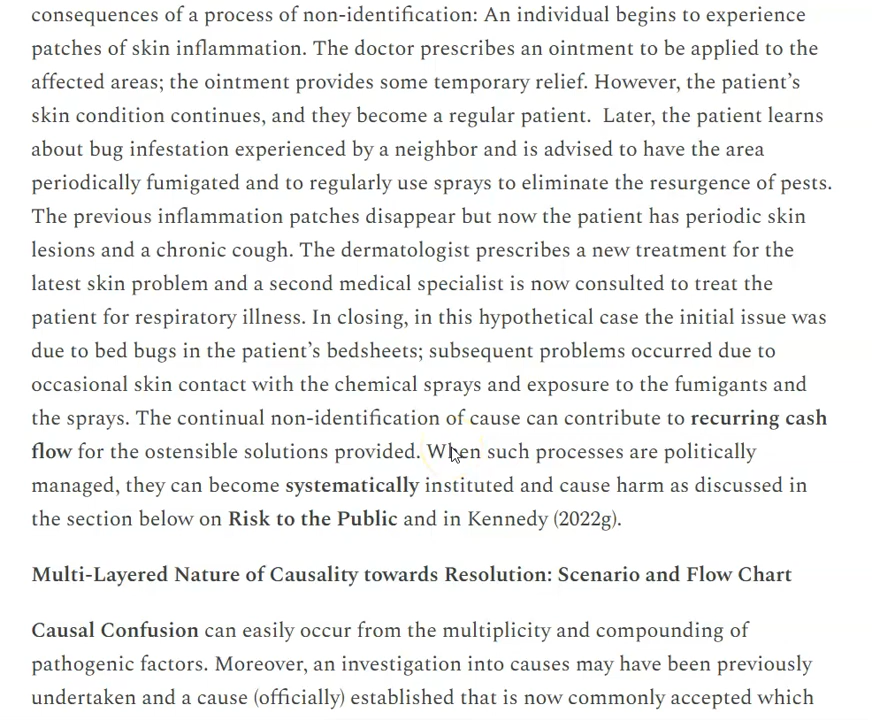 consequences of a process of non-identification: An individual begins to experience
patches of skin inflammation. The doctor prescribes an ointment to be applied to the
affected areas; the ointment provides some temporary relief. However, the patient’s
skin condition continues, and they become a regular patient.  Later, the patient learns
about bug infestation experienced by a neighbor and is advised to have the area
periodically fumigated and to regularly use sprays to eliminate the resurgence of pests.
The previous inflammation patches disappear but now the patient has periodic skin
lesions and a chronic cough. The dermatologist prescribes a new treatment for the
latest skin problem and a second medical specialist is now consulted to treat the
patient for respiratory illness. In closing, in this hypothetical case the initial issue was
due to bed bugs in the patient’s bedsheets; subsequent problems occurred due to
occasional skin contact with the chemical sprays and exposure to the fumigants and
the sprays. The continual non-identification of cause can contribute to recurring cash
flow for the ostensible solutions provided. When such processes are politically
managed, they can become systematically instituted and cause harm as discussed in
the section below on Risk to the Public and in Kennedy (2022g).
Multi-Layered Nature of Causality towards Resolution: Scenario and Flow Chart
Causal Confusion can easily occur from the multiplicity and compounding of
pathogenic factors. Moreover, an investigation into causes may have been previously
undertaken and a cause (officially) established that is now commonly accepted which